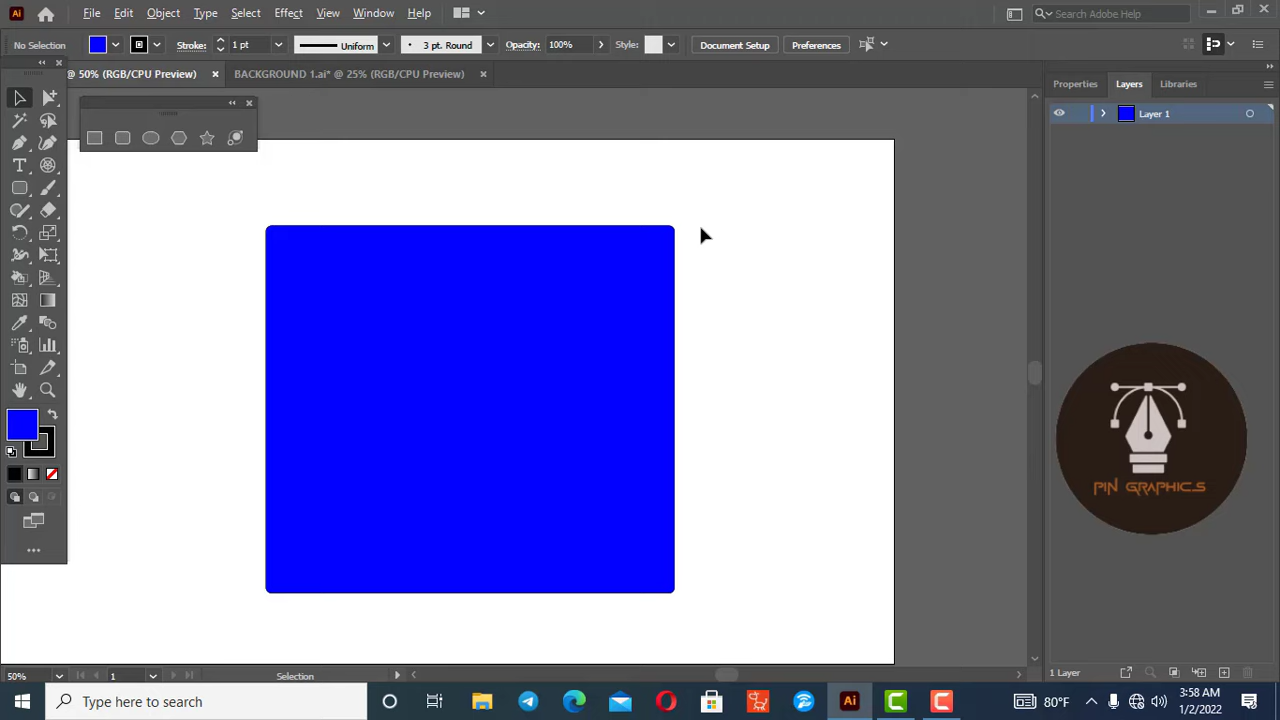 File Edit Object Type Select Effect View Window Help
Search Adobe Help
No Selection
Stroke:
1 pt
Uniform
3 pt. Round
Opacity:
100%
Style:
Document Setup
Preferences
@ 50% (RGB/CPU Preview)
BACKGROUND 1.ai* @ 25% (RGB/CPU Preview)
Properties
Layers
Libraries
Layer 1
PIN GRAPHICS
50%
1
Selection
1 Layer
Type here to search
80°F
3:58 AM
1/2/2022